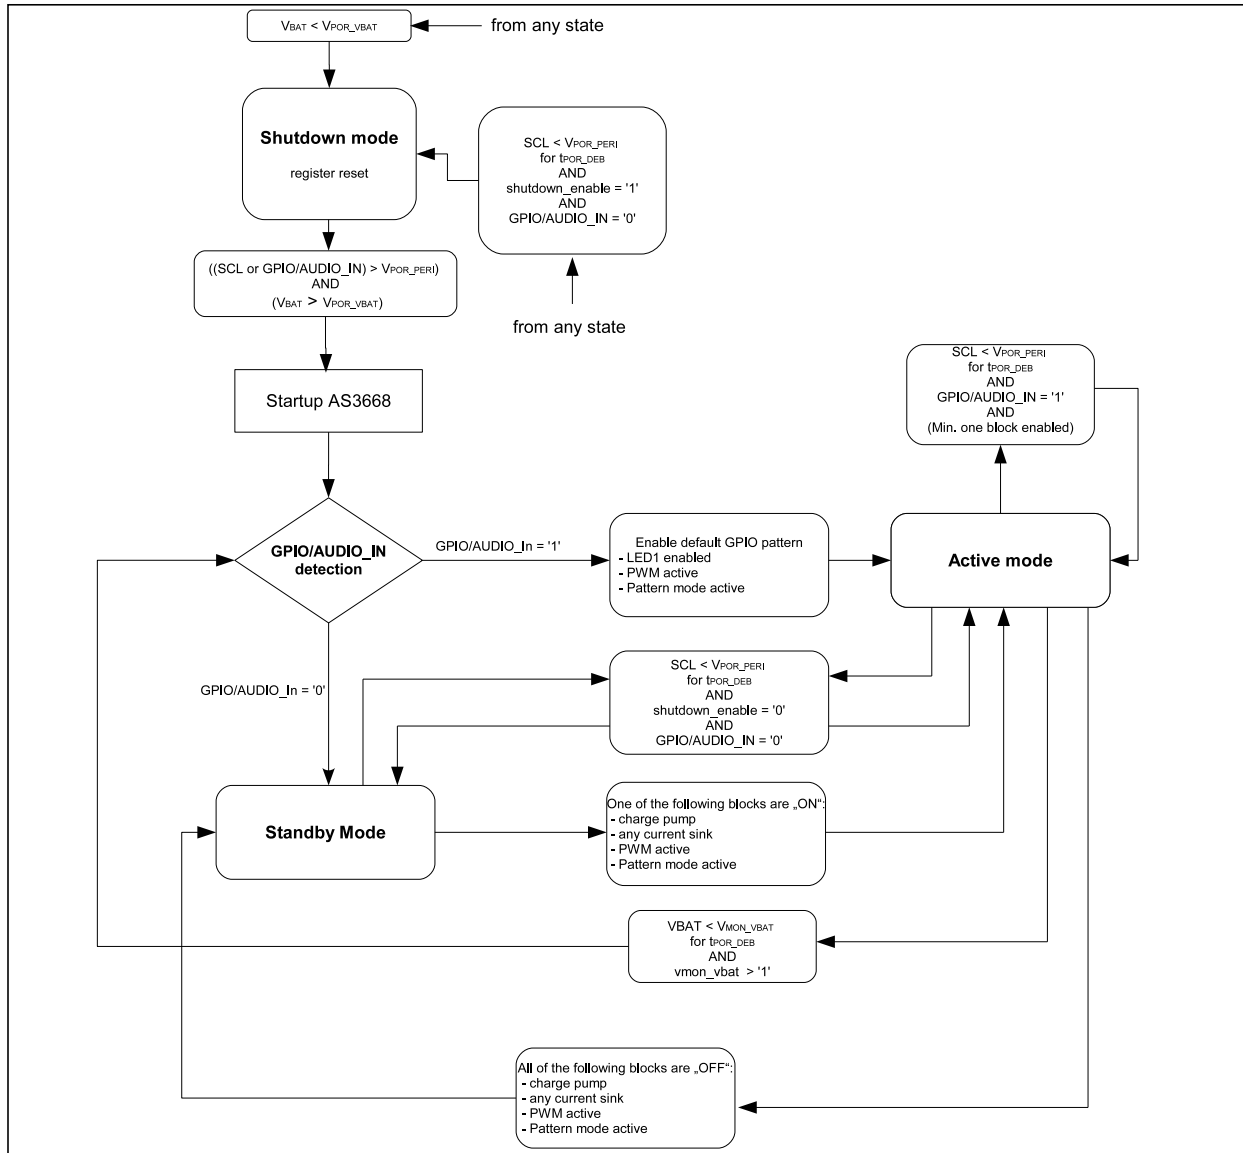 VBAT < VPOR_VBAT
from any state
Shutdown mode
register reset
SCL < VPOR_PERI
for tPOR_DEB
AND
shutdown_enable = '1'
AND
GPIO/AUDIO_IN = '0'
from any state
((SCL or GPIO/AUDIO_IN) > VPOR_PERI)
AND
(VBAT > VPOR_VBAT)
Startup AS3668
SCL < VPOR_PERI
for tPOR_DEB
AND
GPIO/AUDIO_IN = '1'
AND
(Min. one block enabled)
GPIO/AUDIO_IN
detection
GPIO/AUDIO_In = '1'
Enable default GPIO pattern
- LED1 enabled
- PWM active
- Pattern mode active
Active mode
GPIO/AUDIO_In = '0'
SCL < VPOR_PERI
for tPOR_DEB
AND
shutdown_enable = '0'
AND
GPIO/AUDIO_IN = '0'
Standby Mode
One of the following blocks are „ON“:
- charge pump
- any current sink
- PWM active
- Pattern mode active
VBAT < VMON_VBAT
for tPOR_DEB
AND
vmon_vbat > '1'
All of the following blocks are „OFF“:
- charge pump
- any current sink
- PWM active
- Pattern mode active